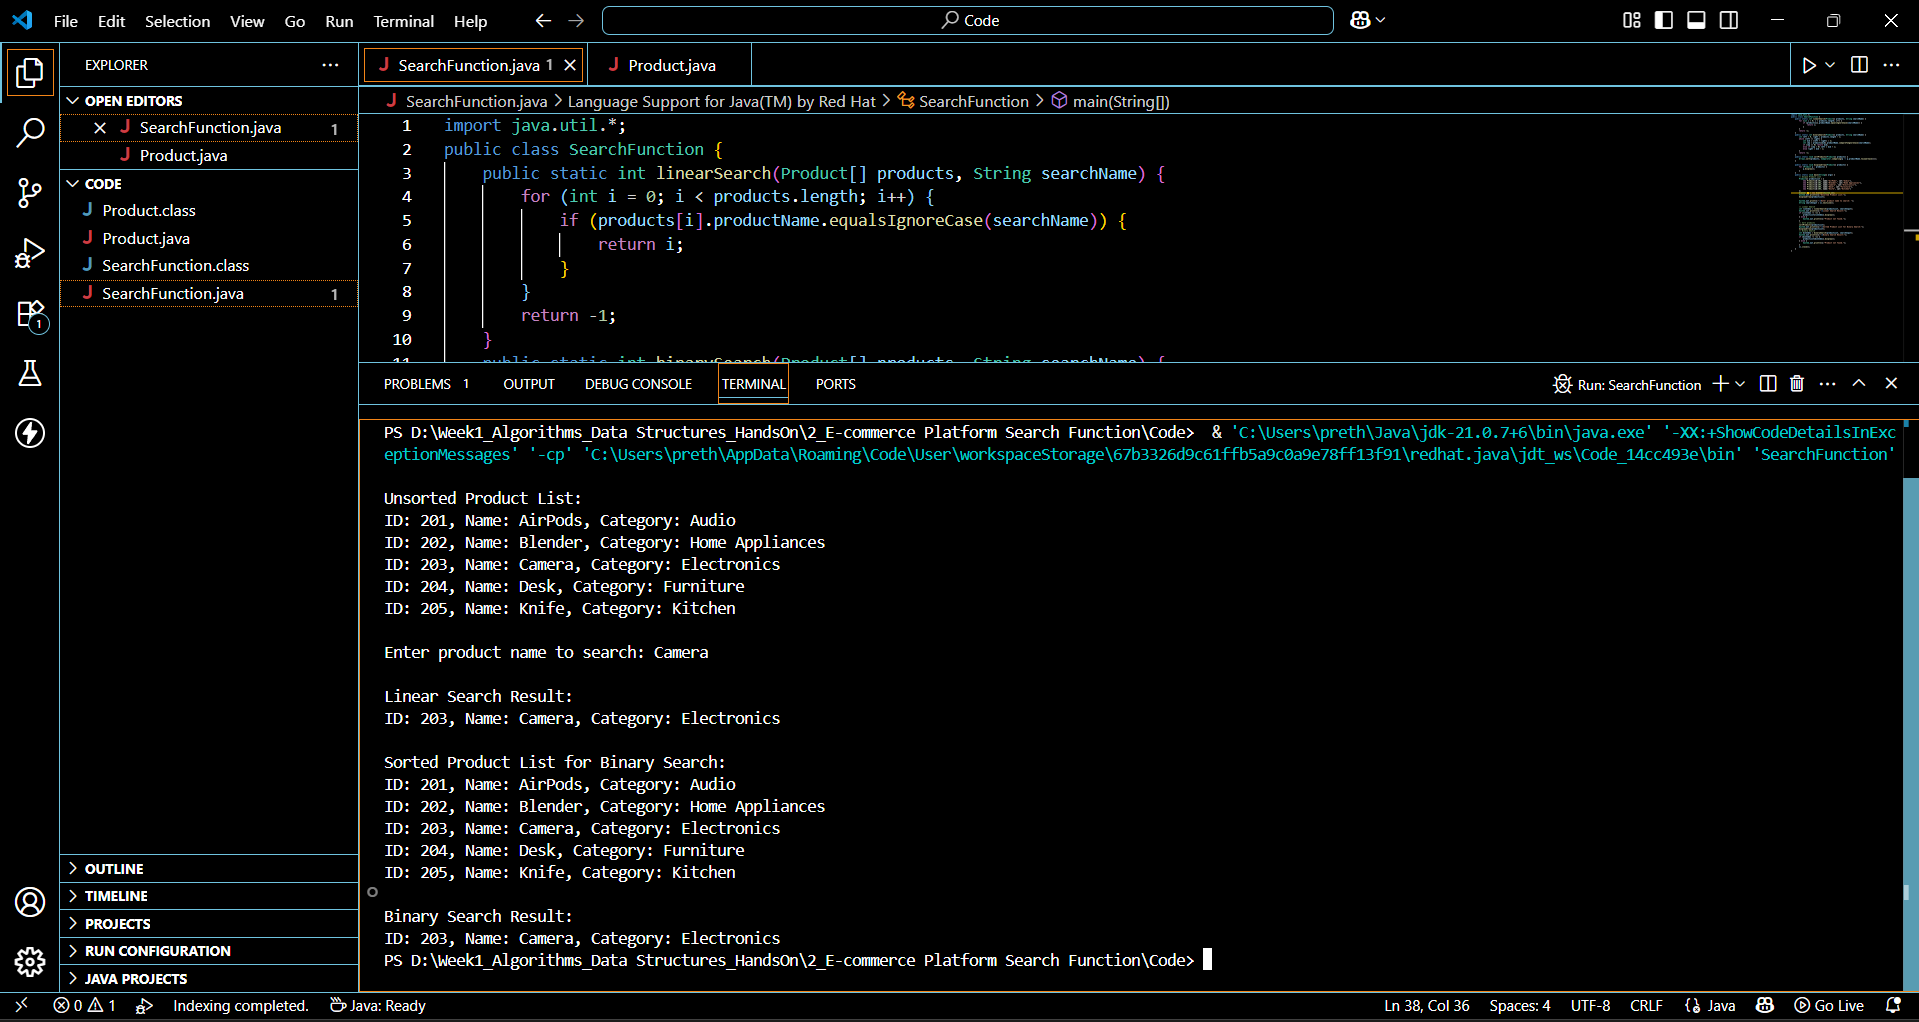 File Edit Selection View Go Run Terminal Help Code
EXPLORER
OPEN EDITORS
SearchFunction.java 1
Product.java
CODE
Product.class
Product.java
SearchFunction.class
SearchFunction.java 1
OUTLINE
TIMELINE
PROJECTS
RUN CONFIGURATION
JAVA PROJECTS
1
SearchFunction.java 1 Product.java
SearchFunction.java > Language Support for Java(TM) by Red Hat > SearchFunction > main(String[])
1 import java.util.*;
2 public class SearchFunction {
3 public static int linearSearch(Product[] products, String searchName) {
4 for (int i = 0; i < products.length; i++) {
5 if (products[i].productName.equalsIgnoreCase(searchName)) {
6 return i;
7 }
8 }
9 return -1;
10 }
11 public static int binarySearch(Product[] products, String searchName) {
PROBLEMS 1 OUTPUT DEBUG CONSOLE TERMINAL PORTS Run: SearchFunction
PS D:\Week1_Algorithms_Data Structures_HandsOn\2_E-commerce Platform Search Function\Code> & 'C:\Users\preth\Java\jdk-21.0.7+6\bin\java.exe' '-XX:+ShowCodeDetailsInExc
eptionMessages' '-cp' 'C:\Users\preth\AppData\Roaming\Code\User\workspaceStorage\67b3326d9c61ffb5a9c0a9e78ff13f91\redhat.java\jdt_ws\Code_14cc493e\bin' 'SearchFunction'
Unsorted Product List:
ID: 201, Name: AirPods, Category: Audio
ID: 202, Name: Blender, Category: Home Appliances
ID: 203, Name: Camera, Category: Electronics
ID: 204, Name: Desk, Category: Furniture
ID: 205, Name: Knife, Category: Kitchen
Enter product name to search: Camera
Linear Search Result:
ID: 203, Name: Camera, Category: Electronics
Sorted Product List for Binary Search:
ID: 201, Name: AirPods, Category: Audio
ID: 202, Name: Blender, Category: Home Appliances
ID: 203, Name: Camera, Category: Electronics
ID: 204, Name: Desk, Category: Furniture
ID: 205, Name: Knife, Category: Kitchen
Binary Search Result:
ID: 203, Name: Camera, Category: Electronics
PS D:\Week1_Algorithms_Data Structures_HandsOn\2_E-commerce Platform Search Function\Code>
0 1 Indexing completed. Java: Ready Ln 38, Col 36 Spaces: 4 UTF-8 CRLF Java Go Live